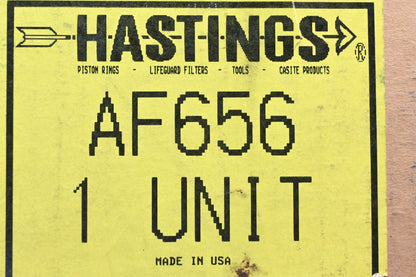 HASTINGS
PISTON RINGS - LIFEGUARD FILTERS - TOOLS - CASITE PRODUCTS
AF656
1 UNIT
MADE IN USA